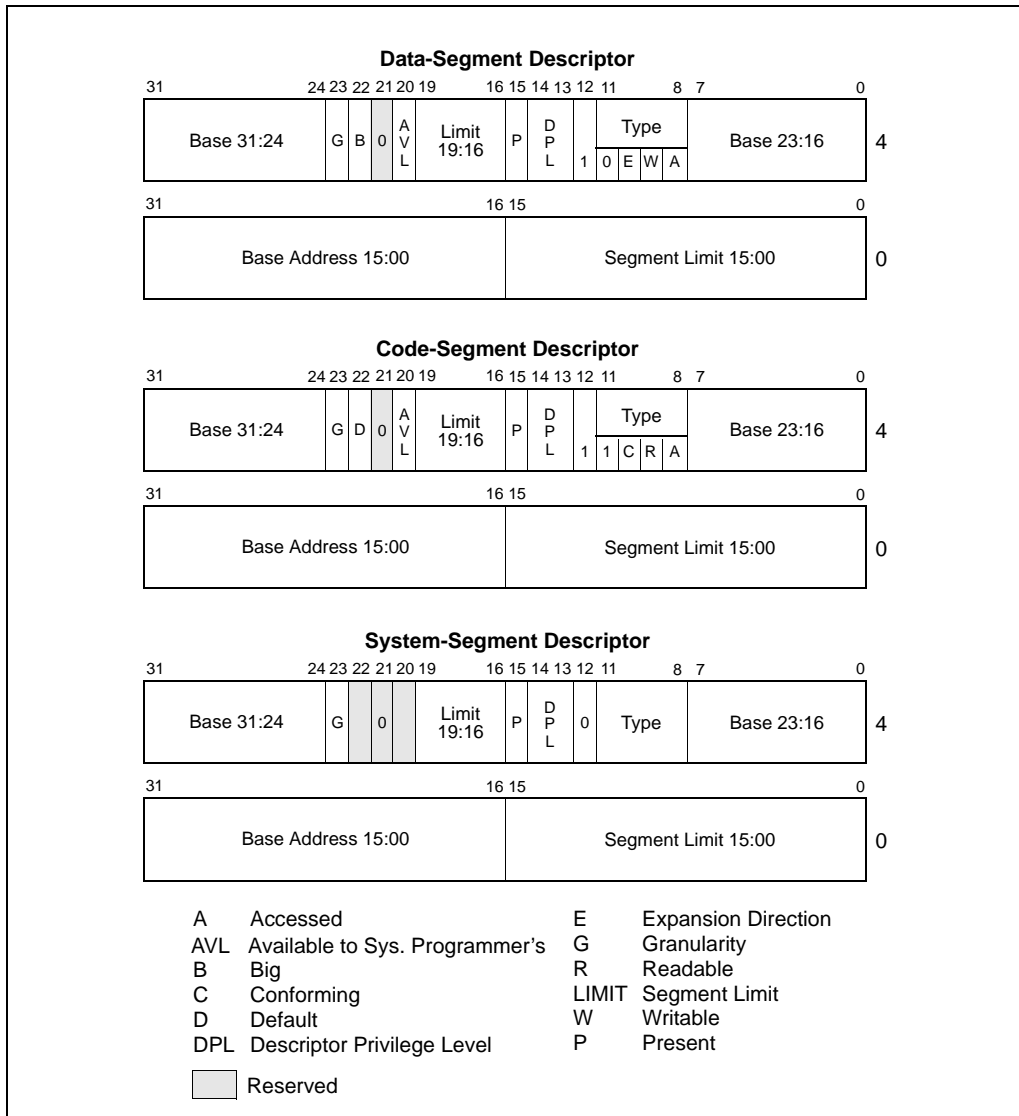 Data-Segment Descriptor
31 24 23 22 21 20 19 16 15 14 13 12 11 8 7 0
Base 31:24 G B 0 AVL Limit 19:16 P DPL 1 Type 0 E W A Base 23:16 4
31 16 15 0
Base Address 15:00 Segment Limit 15:00 0
Code-Segment Descriptor
31 24 23 22 21 20 19 16 15 14 13 12 11 8 7 0
Base 31:24 G D 0 AVL Limit 19:16 P DPL 1 Type 1 C R A Base 23:16 4
31 16 15 0
Base Address 15:00 Segment Limit 15:00 0
System-Segment Descriptor
31 24 23 22 21 20 19 16 15 14 13 12 11 8 7 0
Base 31:24 G 0 Limit 19:16 P DPL 0 Type Base 23:16 4
31 16 15 0
Base Address 15:00 Segment Limit 15:00 0
A Accessed
AVL Available to Sys. Programmer's
B Big
C Conforming
D Default
DPL Descriptor Privilege Level
E Expansion Direction
G Granularity
R Readable
LIMIT Segment Limit
W Writable
P Present
Reserved